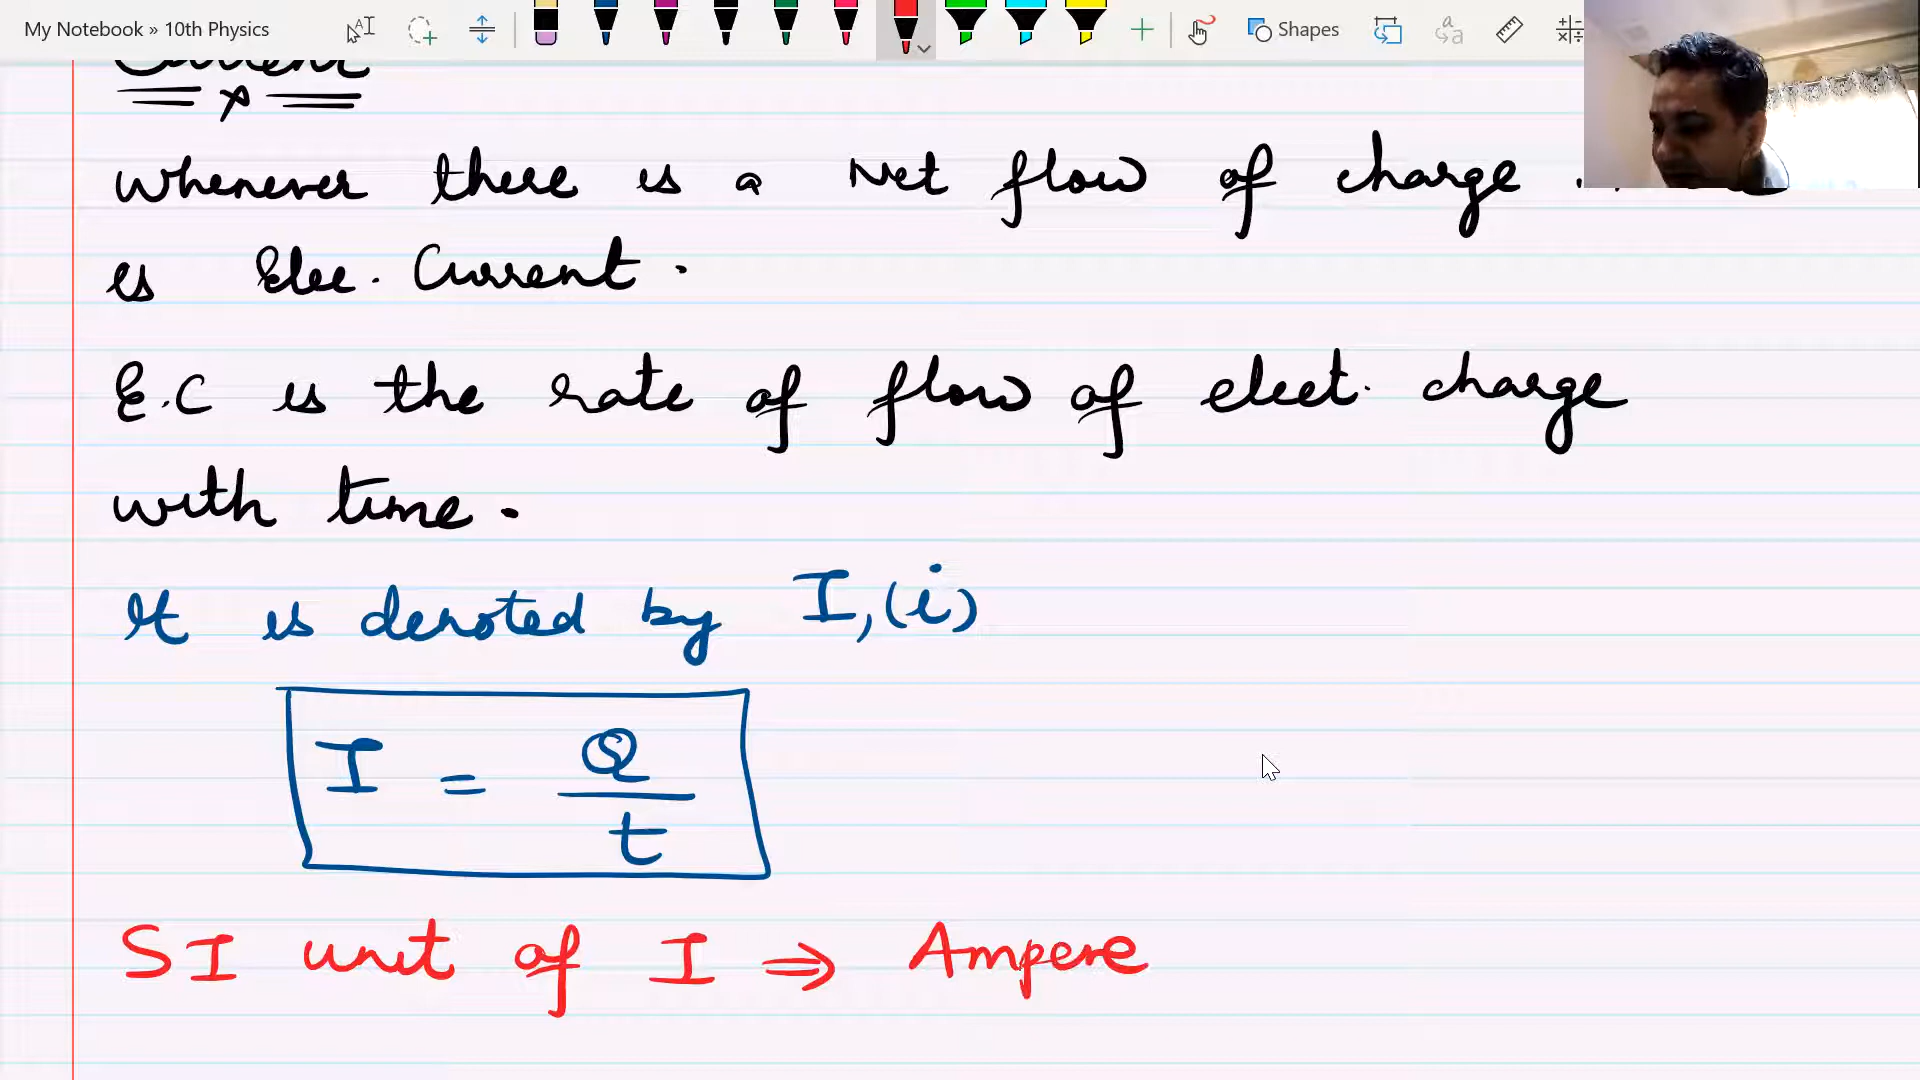 My Notebook » 10th Physics
Shapes
Current
Whenever there is a Net flow of charge
is Elec. Current.
E.C is the rate of flow of elect. charge
with time.
It is denoted by I, (i)
I = Q
t
SI unit of I ⇒ Ampere